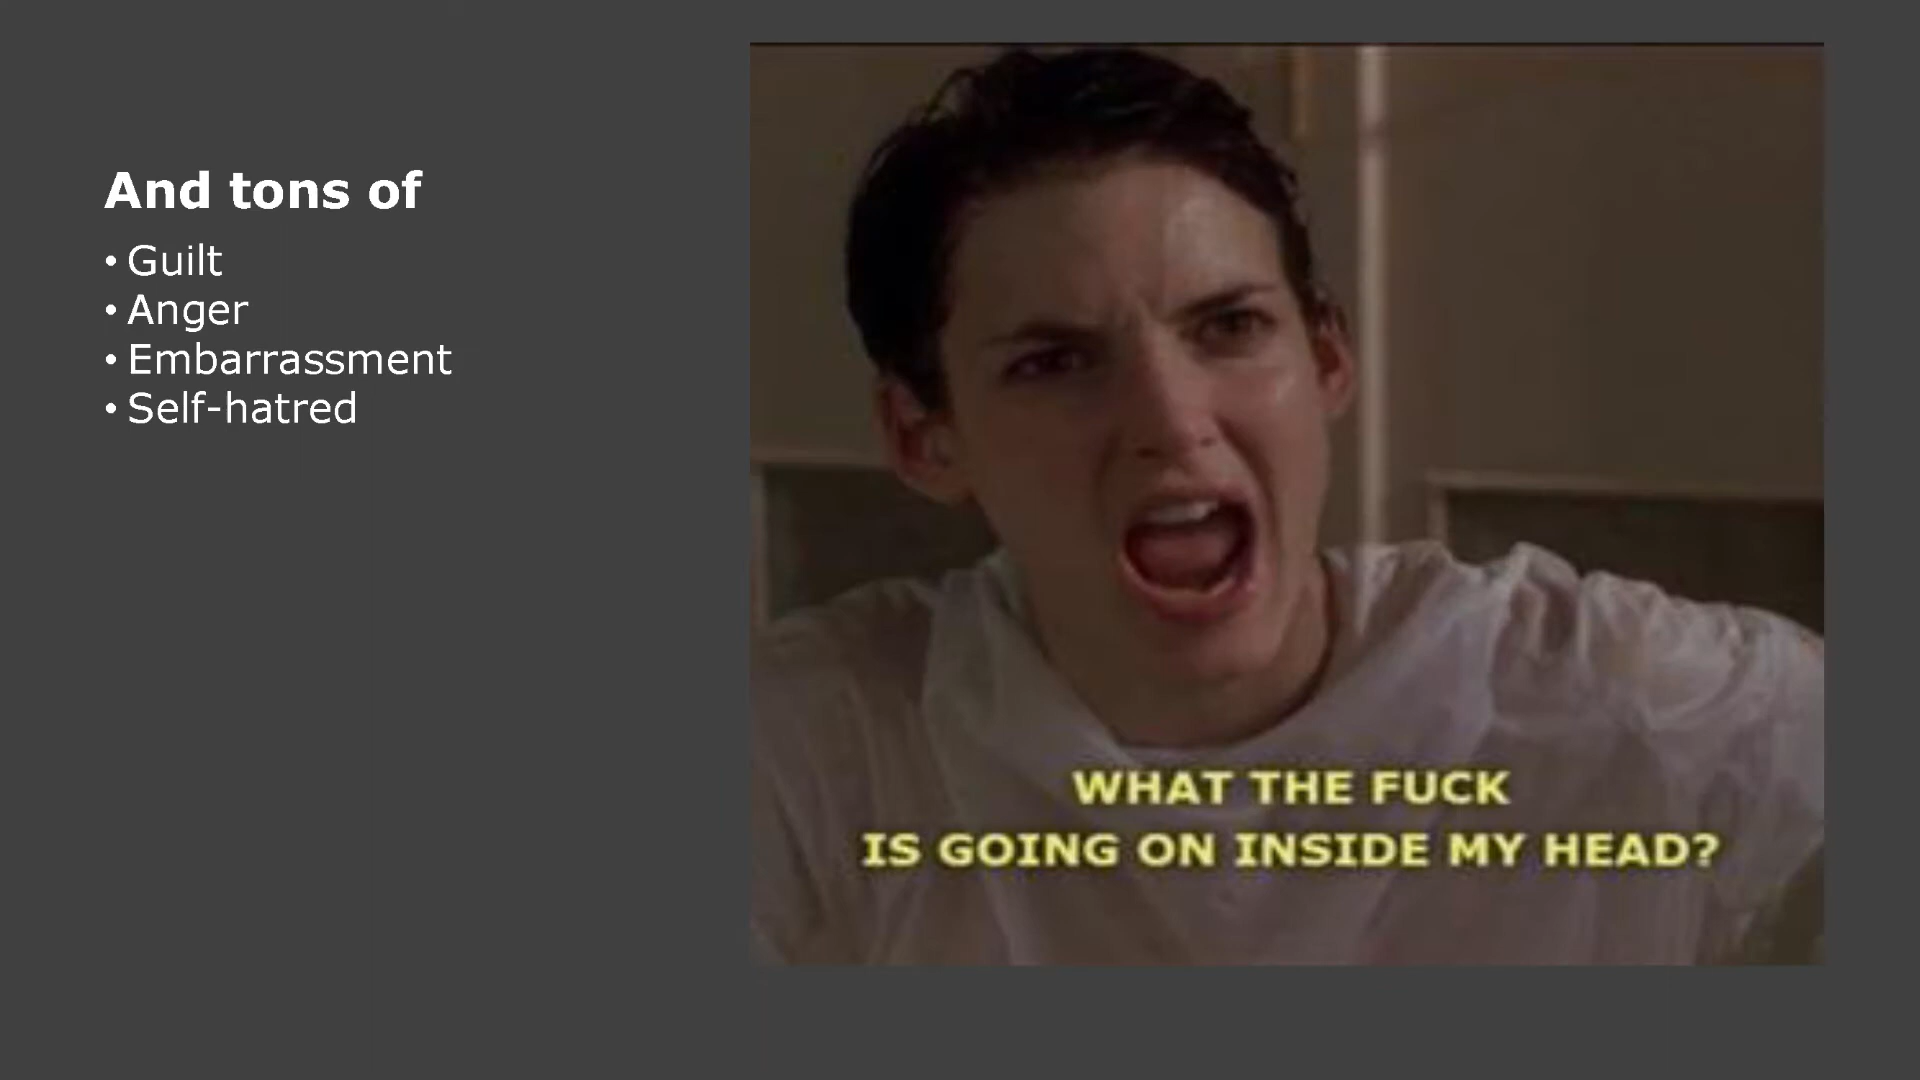 And tons of
• Guilt
• Anger
• Embarrassment
• Self-hatred
WHAT THE FUCK
IS GOING ON INSIDE MY HEAD?